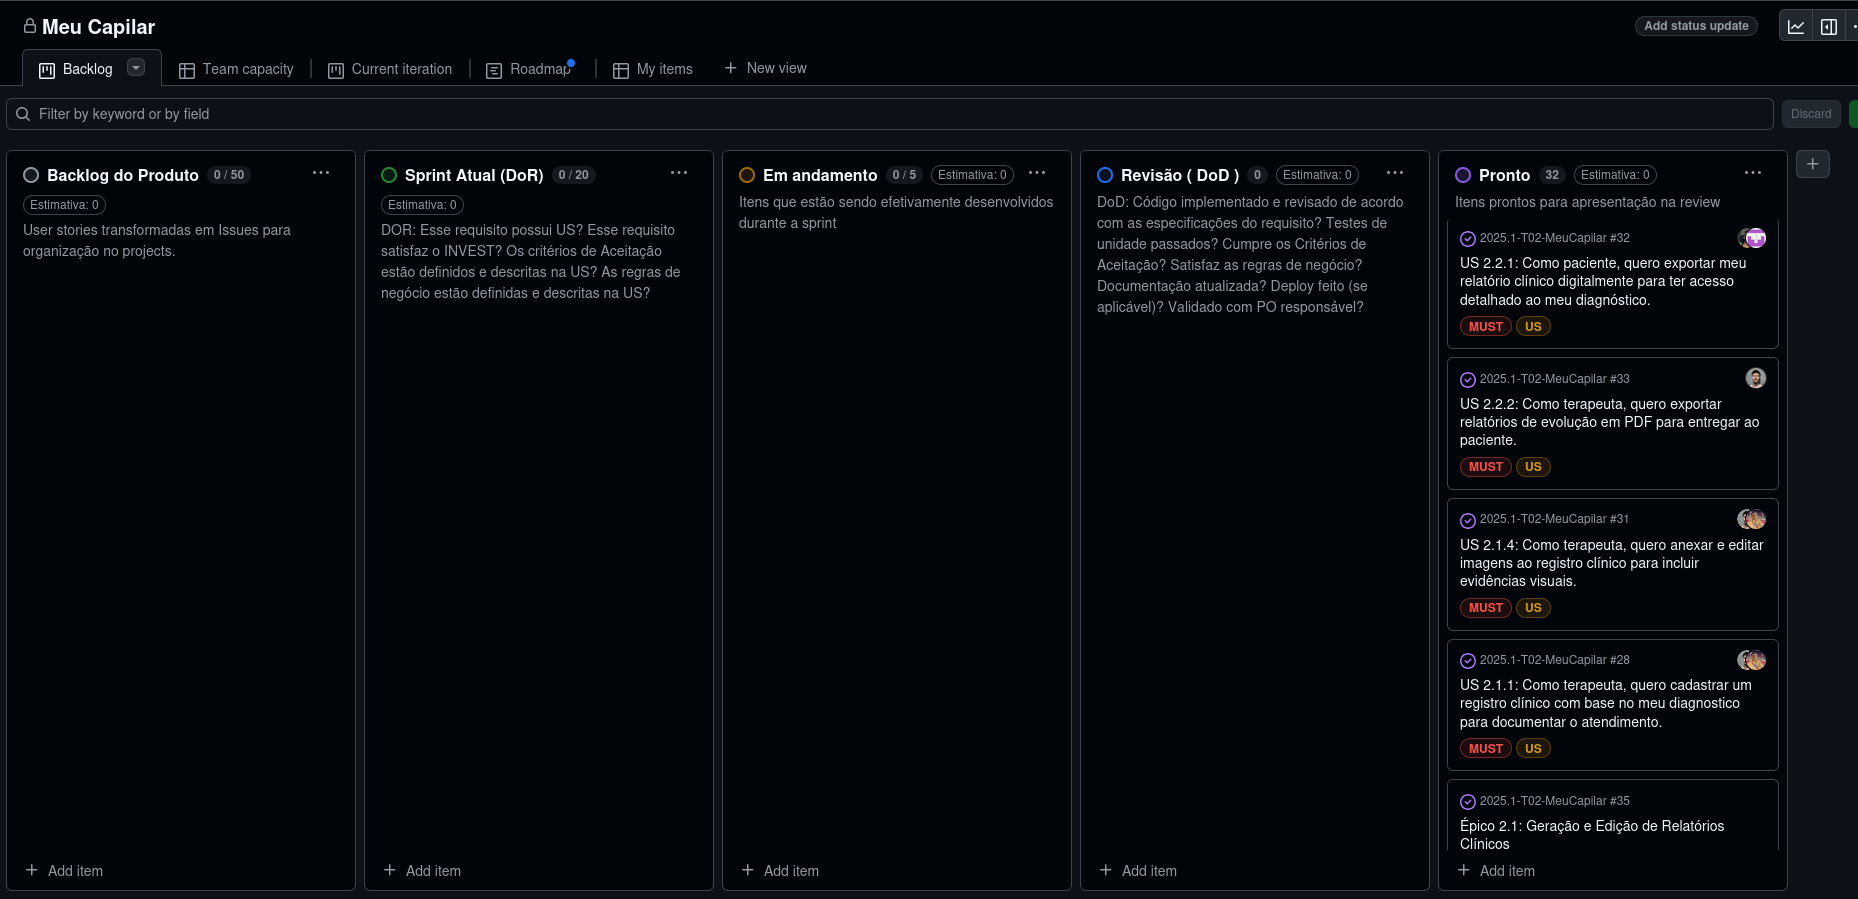 Meu Capilar
Add status update
Backlog
Team capacity
Current iteration
Roadmap
My items
New view
Filter by keyword or by field
Discard
Backlog do Produto 0 / 50
Estimativa: 0
User stories transformadas em Issues para
organização no projects.
Add item
Sprint Atual (DoR) 0 / 20
Estimativa: 0
DOR: Esse requisito possui US? Esse requisito
satisfaz o INVEST? Os critérios de Aceitação
estão definidos e descritas na US? As regras de
negócio estão definidas e descritas na US?
Add item
Em andamento 0 / 5 Estimativa: 0
Itens que estão sendo efetivamente desenvolvidos
durante a sprint
Add item
Revisão ( DoD ) 0 Estimativa: 0
DoD: Código implementado e revisado de acordo
com as especificações do requisito? Testes de
unidade passados? Cumpre os Critérios de
Aceitação? Satisfaz as regras de negócio?
Documentação atualizada? Deploy feito (se
aplicável)? Validado com PO responsável?
Add item
Pronto 32 Estimativa: 0
Itens prontos para apresentação na review
2025.1-T02-MeuCapilar #32
US 2.2.1: Como paciente, quero exportar meu
relatório clínico digitalmente para ter acesso
detalhado ao meu diagnóstico.
MUST US
2025.1-T02-MeuCapilar #33
US 2.2.2: Como terapeuta, quero exportar
relatórios de evolução em PDF para entregar ao
paciente.
MUST US
2025.1-T02-MeuCapilar #31
US 2.1.4: Como terapeuta, quero anexar e editar
imagens ao registro clínico para incluir
evidências visuais.
MUST US
2025.1-T02-MeuCapilar #28
US 2.1.1: Como terapeuta, quero cadastrar um
registro clínico com base no meu diagnostico
para documentar o atendimento.
MUST US
2025.1-T02-MeuCapilar #35
Épico 2.1: Geração e Edição de Relatórios
Clínicos
Add item